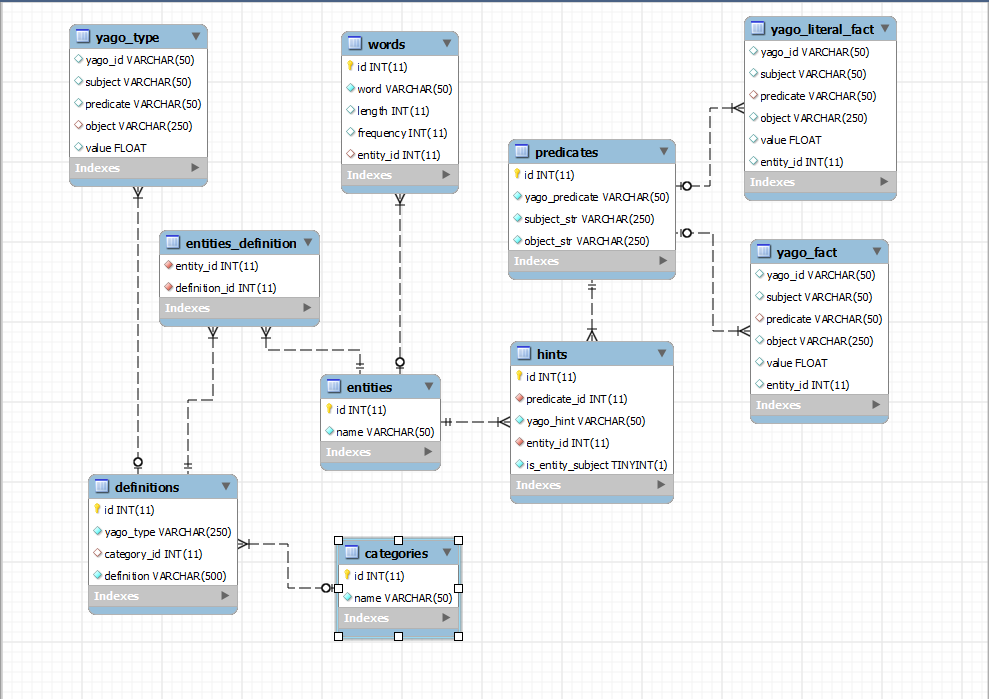 yago_type
yago_id VARCHAR(50)
subject VARCHAR(50)
predicate VARCHAR(50)
object VARCHAR(250)
value FLOAT
Indexes
words
id INT(11)
word VARCHAR(50)
length INT(11)
frequency INT(11)
entity_id INT(11)
Indexes
yago_literal_fact
yago_id VARCHAR(50)
subject VARCHAR(50)
predicate VARCHAR(50)
object VARCHAR(250)
value FLOAT
entity_id INT(11)
Indexes
predicates
id INT(11)
yago_predicate VARCHAR(50)
subject_str VARCHAR(250)
object_str VARCHAR(250)
Indexes
entities_definition
entity_id INT(11)
definition_id INT(11)
Indexes
yago_fact
yago_id VARCHAR(50)
subject VARCHAR(50)
predicate VARCHAR(50)
object VARCHAR(250)
value FLOAT
entity_id INT(11)
Indexes
entities
id INT(11)
name VARCHAR(50)
Indexes
hints
id INT(11)
predicate_id INT(11)
yago_hint VARCHAR(50)
entity_id INT(11)
is_entity_subject TINYINT(1)
Indexes
definitions
id INT(11)
yago_type VARCHAR(250)
category_id INT(11)
definition VARCHAR(500)
Indexes
categories
id INT(11)
name VARCHAR(50)
Indexes